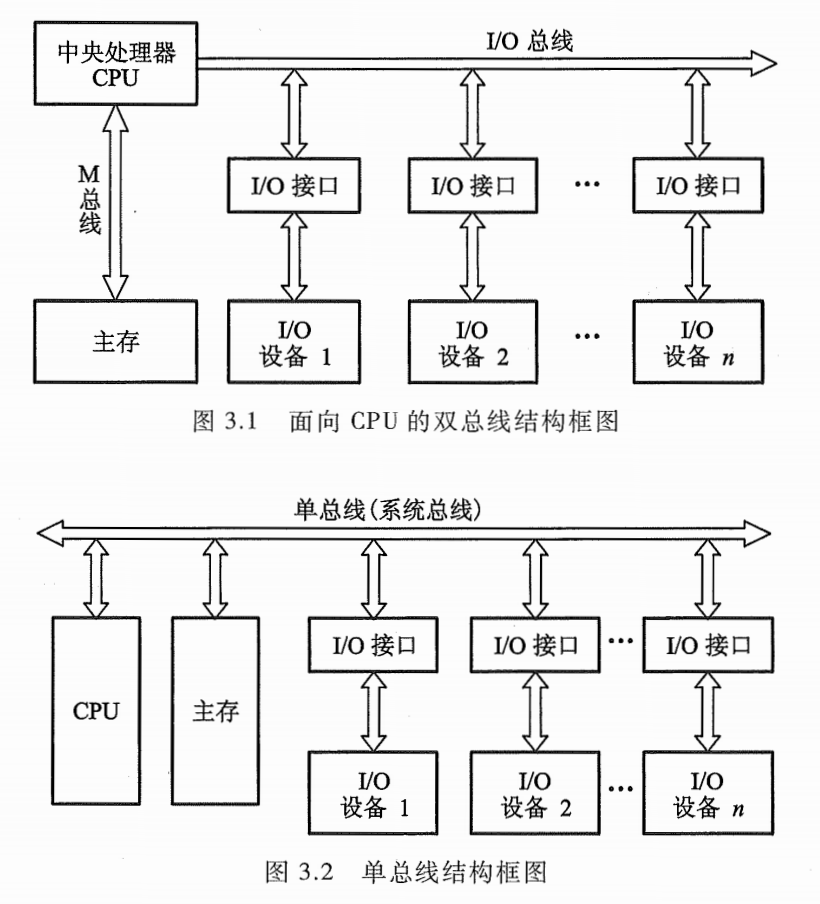 中央处理器
CPU
I/O 总线
M
总
线
I/O 接口
I/O 接口
···
I/O 接口
主存
I/O
设备 1
I/O
设备 2
···
I/O
设备 n
图 3.1 面向 CPU 的双总线结构框图
单总线(系统总线)
CPU
主存
I/O 接口
I/O 接口
···
I/O 接口
I/O
设备 1
I/O
设备 2
···
I/O
设备 n
图 3.2 单总线结构框图